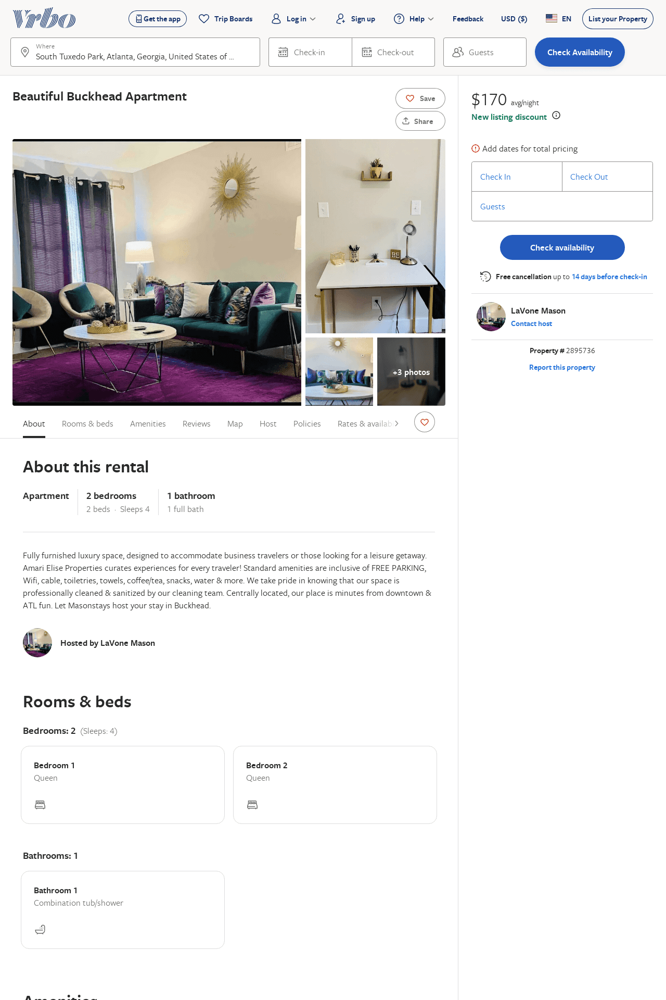 Vrbo
Get the app
Trip Boards
Log in
Sign up
Help
Feedback
USD ($)
EN
List your Property
Where
South Tuxedo Park, Atlanta, Georgia, United States of ...
Check-in
Check-out
Guests
Check Availability
Beautiful Buckhead Apartment
Save
Share
$170 avg/night
New listing discount
Add dates for total pricing
Check In
Check Out
Guests
Check availability
Free cancellation up to 14 days before check-in
LaVone Mason
Contact host
Property # 2895736
Report this property
BE
+3 photos
About
Rooms & beds
Amenities
Reviews
Map
Host
Policies
Rates & availab
About this rental
Apartment
2 bedrooms
2 beds · Sleeps 4
1 bathroom
1 full bath
Fully furnished luxury space, designed to accommodate business travelers or those looking for a leisure getaway.
Amari Elise Properties curates experiences for every traveler! Standard amenities are inclusive of FREE PARKING,
Wifi, cable, toiletries, towels, coffee/tea, snacks, water & more. We take pride in knowing that our space is
professionally cleaned & sanitized by our cleaning team. Centrally located, our place is minutes from downtown &
ATL fun. Let Masonstays host your stay in Buckhead.
Hosted by LaVone Mason
Rooms & beds
Bedrooms: 2 (Sleeps: 4)
Bedroom 1
Queen
Bedroom 2
Queen
Bathrooms: 1
Bathroom 1
Combination tub/shower
Amenities